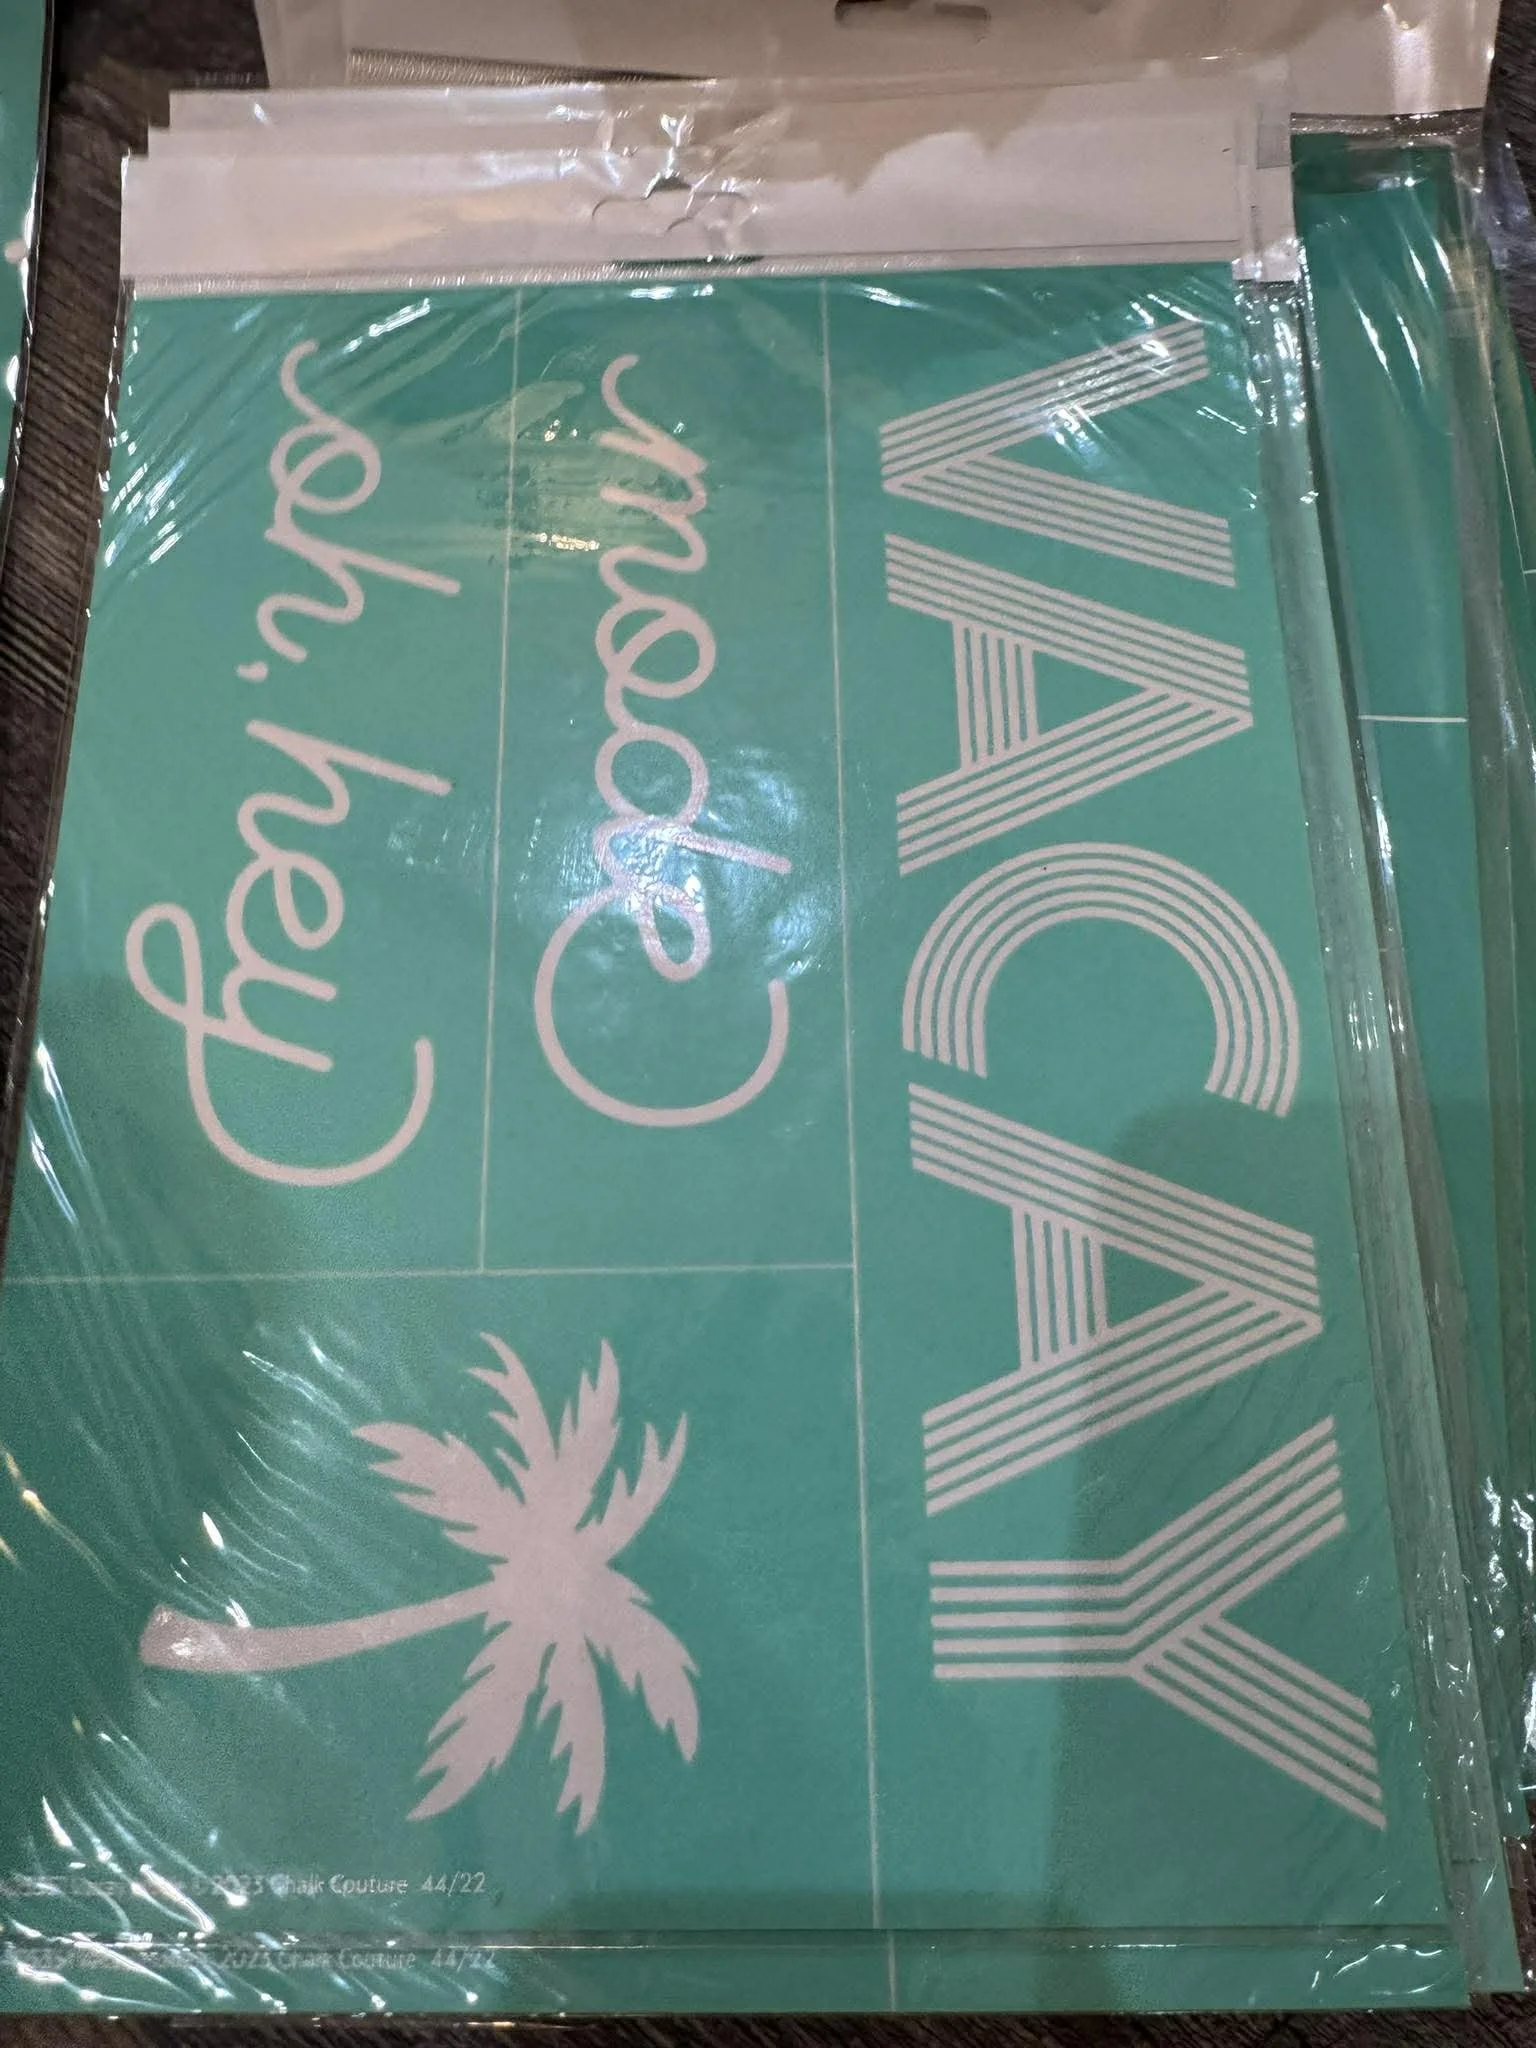 VACAY
mode
oh, hey
© 2023 Chalk Couture 44/22
2023 Chalk Couture 44/22